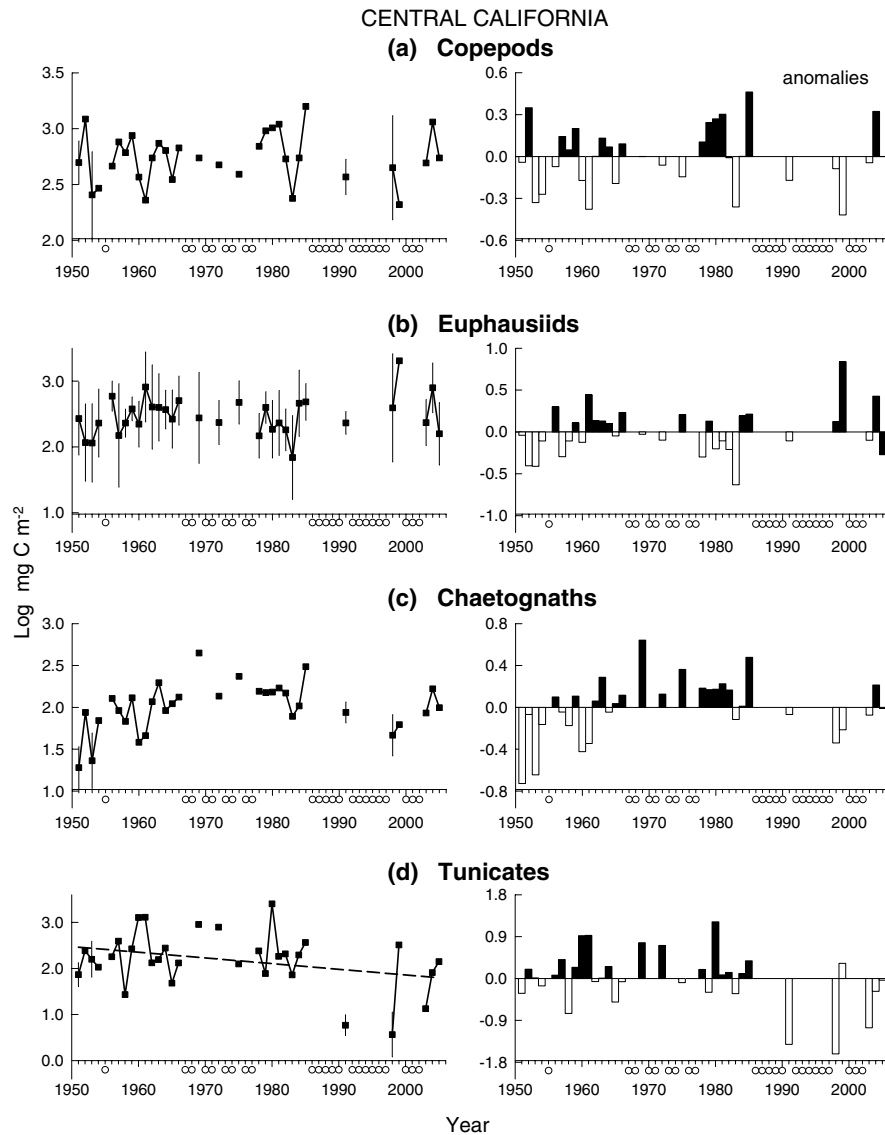 CENTRAL CALIFORNIA
(a) Copepods
3.5
3.0
2.5
2.0
1950 1960 1970 1980 1990 2000
0.6
0.3
0.0
-0.3
-0.6
anomalies
1950 1960 1970 1980 1990 2000
(b) Euphausiids
3.0
2.0
1.0
1950 1960 1970 1980 1990 2000
1.0
0.5
0.0
-0.5
-1.0
1950 1960 1970 1980 1990 2000
Log mg C m-2
(c) Chaetognaths
3.0
2.5
2.0
1.5
1.0
1950 1960 1970 1980 1990 2000
0.8
0.4
0.0
-0.4
-0.8
1950 1960 1970 1980 1990 2000
(d) Tunicates
3.0
2.0
1.0
0.0
1950 1960 1970 1980 1990 2000
1.8
0.9
0.0
-0.9
-1.8
1950 1960 1970 1980 1990 2000
Year